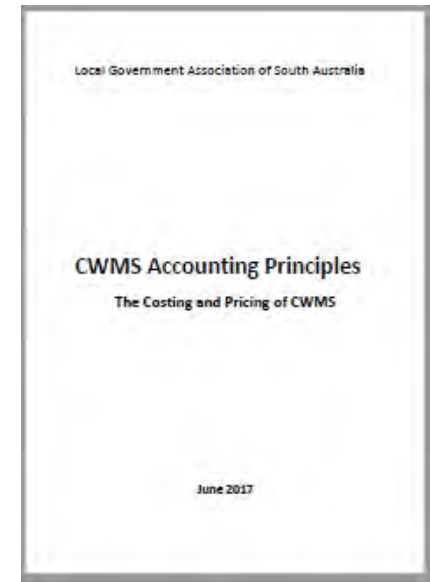 Local Government Association of South Australia
CWMS Accounting Principles
The Costing and Pricing of CWMS
June 2017